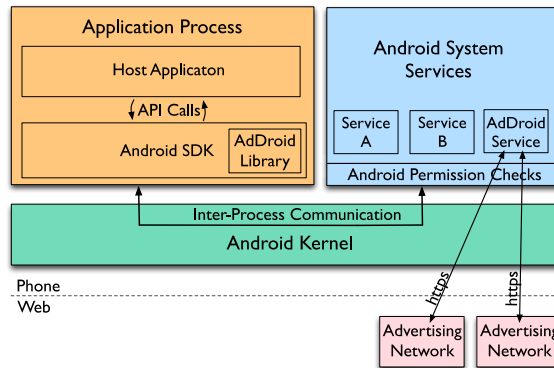 Application Process
Host Applicaton
API Calls
Android SDK
AdDroid
Library
Android System
Services
Service
A
Service
B
AdDroid
Service
Android Permission Checks
Inter-Process Communication
Android Kernel
Phone
Web
https
https
Advertising
Network
Advertising
Network